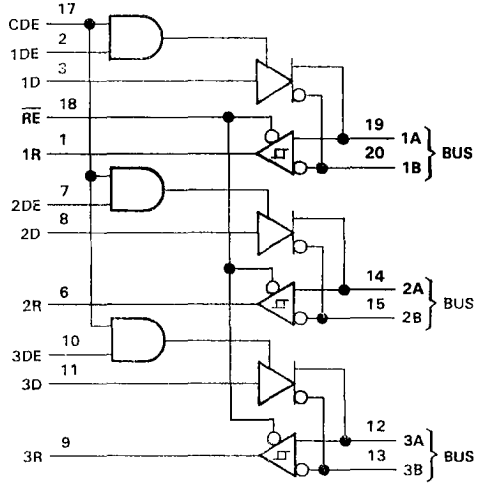 CDE 17
1DE 2
1D 3
RE 18
1R 1
19 1A
20 1B
BUS
2DE 7
2D 8
2R 6
14 2A
15 2B
BUS
3DE 10
3D 11
3R 9
12 3A
13 3B
BUS